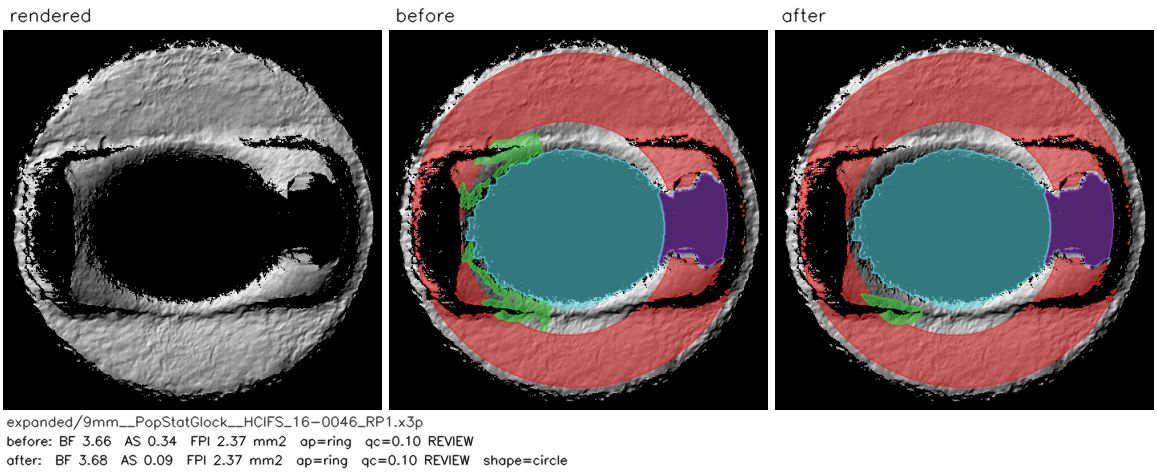 rendered
before
after
expanded/9mm__PopStatGlock__HCIFS_16-0046_RP1.x3p
before: BF 3.66 AS 0.34 FPI 2.37 mm2 ap=ring qc=0.10 REVIEW
after: BF 3.68 AS 0.09 FPI 2.37 mm2 ap=ring qc=0.10 REVIEW shape=circle